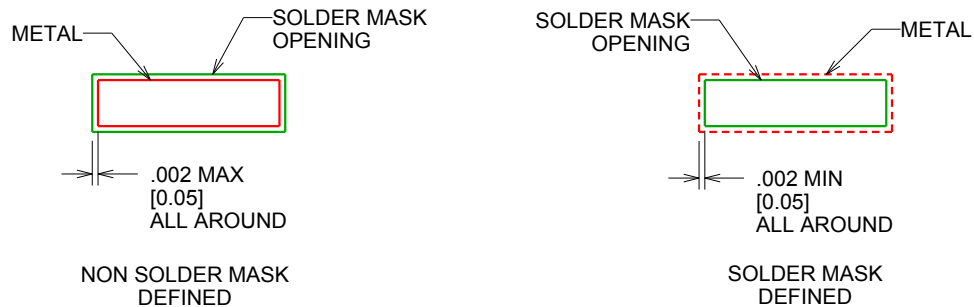 METAL
SOLDER MASK
OPENING
.002 MAX
[0.05]
ALL AROUND
NON SOLDER MASK
DEFINED
SOLDER MASK
OPENING
METAL
.002 MIN
[0.05]
ALL AROUND
SOLDER MASK
DEFINED